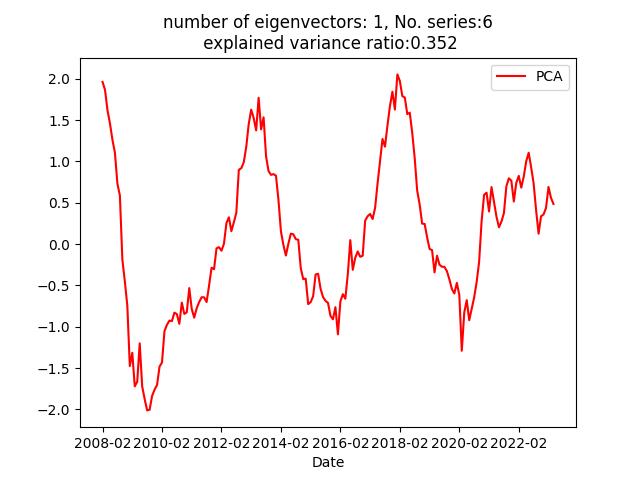 number of eigenvectors: 1, No. series:6
explained variance ratio:0.352
PCA
2.0
1.5
1.0
0.5
0.0
−0.5
−1.0
−1.5
−2.0
2008-02 2010-02 2012-02 2014-02 2016-02 2018-02 2020-02 2022-02
Date